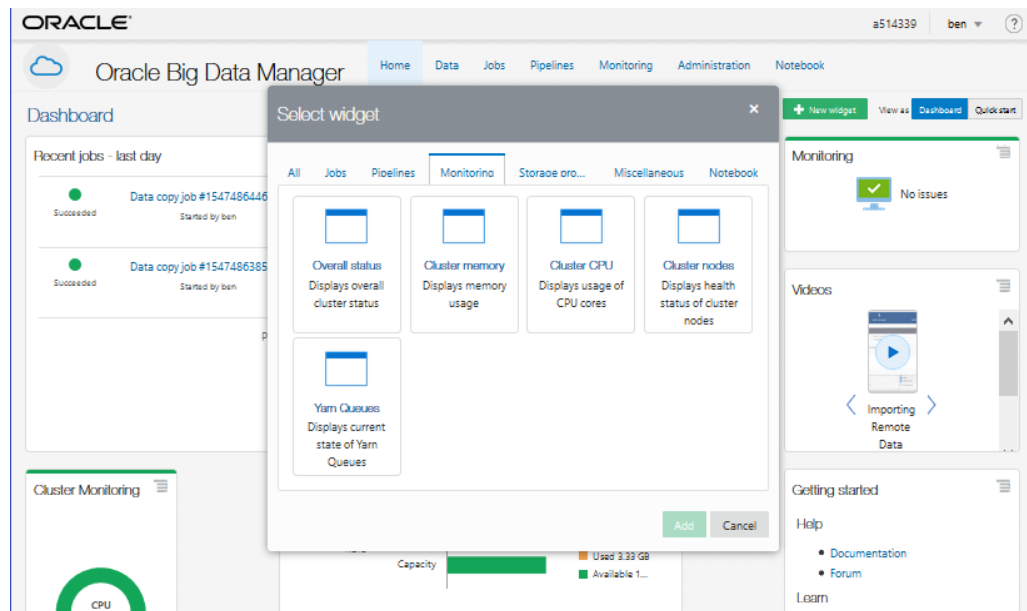 ORACLE
a514339
ben
?
Oracle Big Data Manager
Home Data Jobs Pipelines Monitoring Administration Notebook
Dashboard
New widget
View as Dashboard Quick start
Recent jobs - last day
Succeeded
Data copy job #1547486446
Started by ben
Succeeded
Data copy job #1547486385
Started by ben
Select widget
All Jobs Pipelines Monitoring Storage pro... Miscellaneous Notebook
Overall status
Displays overall
cluster status
Cluster memory
Displays memory
usage
Cluster CPU
Displays usage of
CPU cores
Cluster nodes
Displays health
status of cluster
nodes
Yarn Queues
Displays current
state of Yarn
Queues
Add Cancel
Monitoring
No issues
Videos
Importing
Remote
Data
Cluster Monitoring
CPU
Capacity
Used 3.33 GB
Available 1...
Getting started
Help
Documentation
Forum
Learn